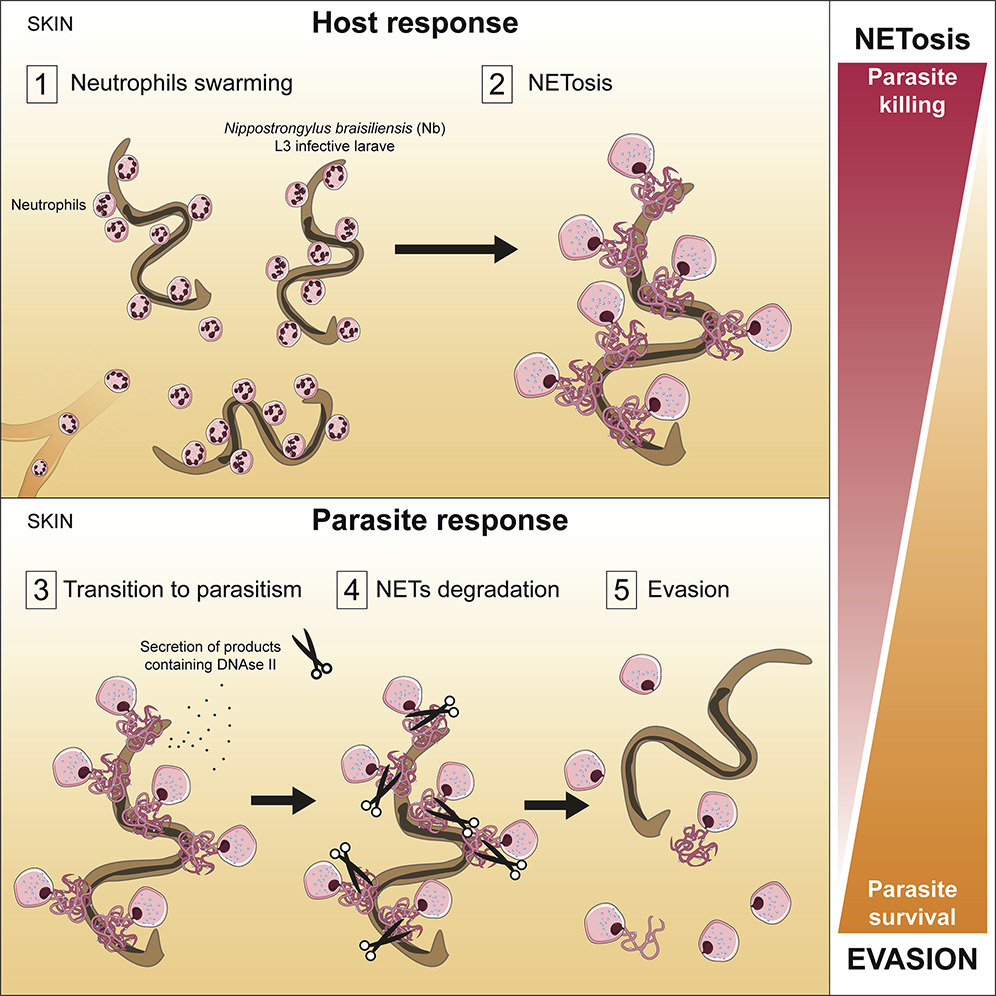 SKIN
Host response
1 Neutrophils swarming
2 NETosis
Nippostrongylus braisiliensis (Nb)
L3 infective larave
Neutrophils
SKIN
Parasite response
3 Transition to parasitism
4 NETs degradation
5 Evasion
Secretion of products
containing DNAse II
NETosis
Parasite
killing
Parasite
survival
EVASION